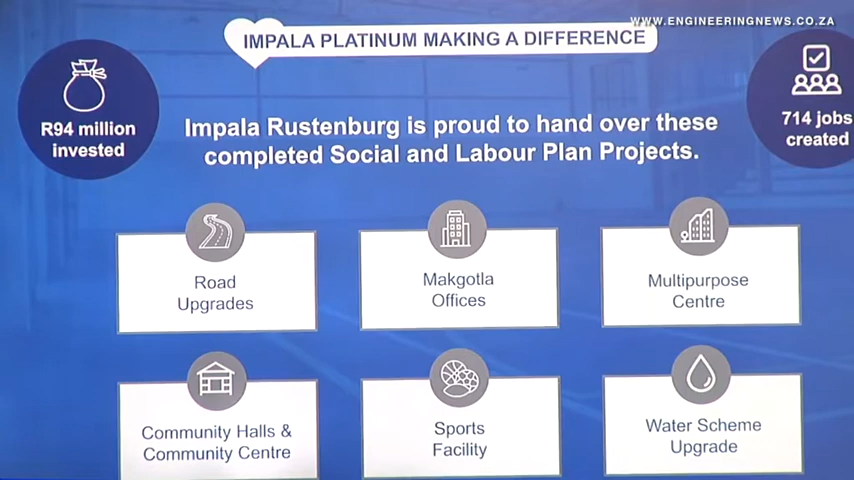 WWW.ENGINEERINGNEWS.CO.ZA
IMPALA PLATINUM MAKING A DIFFERENCE
R94 million
invested
714 jobs
created
Impala Rustenburg is proud to hand over these
completed Social and Labour Plan Projects.
Road
Upgrades
Makgotla
Offices
Multipurpose
Centre
Community Halls &
Community Centre
Sports
Facility
Water Scheme
Upgrade